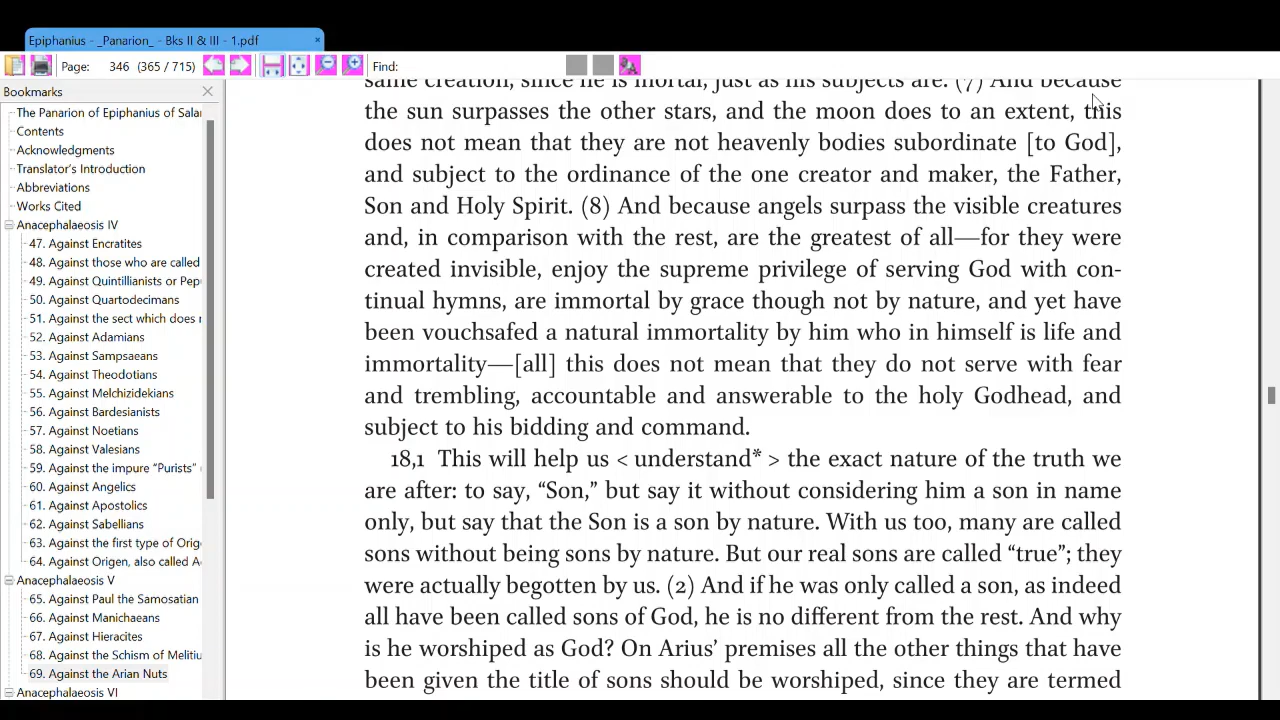 Epiphanius - _Panarion_ - Bks II & III - 1.pdf ×
Page: 346 (365 / 715) Find:
Bookmarks
The Panarion of Epiphanius of Salar
Contents
Acknowledgments
Translator's Introduction
Abbreviations
Works Cited
Anacephalaeosis IV
47. Against Encratites
48. Against those who are called
49. Against Quintillianists or Pep
50. Against Quartodecimans
51. Against the sect which does r
52. Against Adamians
53. Against Sampsaeans
54. Against Theodotians
55. Against Melchizidekians
56. Against Bardesianists
57. Against Noetians
58. Against Valesians
59. Against the impure "Purists" (
60. Against Angelics
61. Against Apostolics
62. Against Sabellians
63. Against the first type of Orig
64. Against Origen, also called A
Anacephalaeosis V
65. Against Paul the Samosatian
66. Against Manichaeans
67. Against Hieracites
68. Against the Schism of Melitiu
69. Against the Arian Nuts
Anacephalaeosis VI
same creation, since he is mortal, just as his subjects are. (7) And because
the sun surpasses the other stars, and the moon does to an extent, this
does not mean that they are not heavenly bodies subordinate [to God],
and subject to the ordinance of the one creator and maker, the Father,
Son and Holy Spirit. (8) And because angels surpass the visible creatures
and, in comparison with the rest, are the greatest of all—for they were
created invisible, enjoy the supreme privilege of serving God with con-
tinual hymns, are immortal by grace though not by nature, and yet have
been vouchsafed a natural immortality by him who in himself is life and
immortality—[all] this does not mean that they do not serve with fear
and trembling, accountable and answerable to the holy Godhead, and
subject to his bidding and command.
18,1 This will help us < understand* > the exact nature of the truth we
are after: to say, “Son,” but say it without considering him a son in name
only, but say that the Son is a son by nature. With us too, many are called
sons without being sons by nature. But our real sons are called “true”; they
were actually begotten by us. (2) And if he was only called a son, as indeed
all have been called sons of God, he is no different from the rest. And why
is he worshiped as God? On Arius’ premises all the other things that have
been given the title of sons should be worshiped, since they are termed